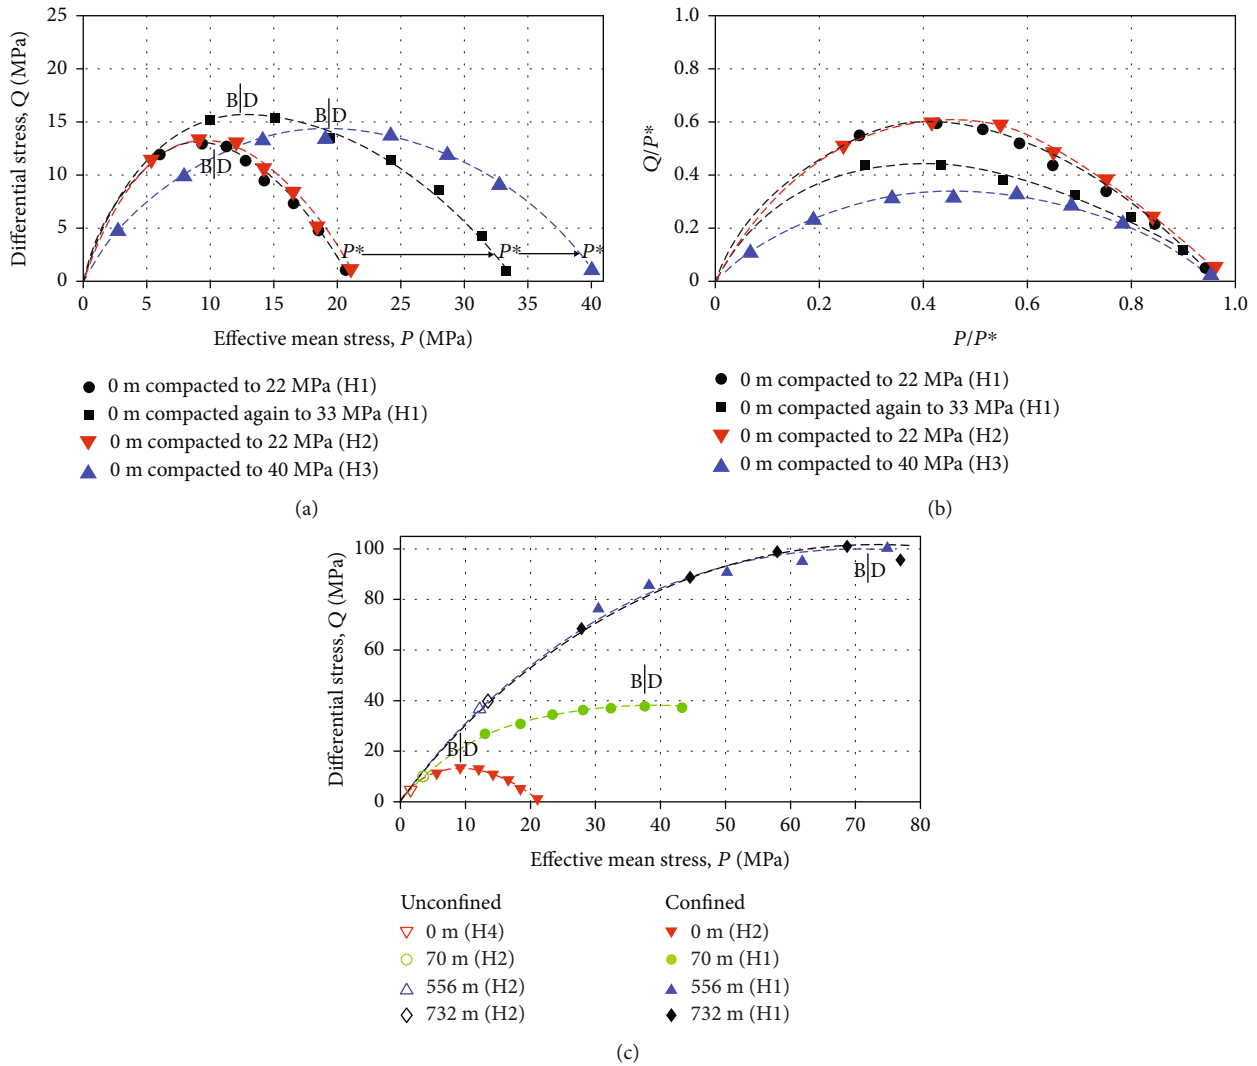 25
20
15
10
5
0
Differential stress, Q (MPa)
B|D
B|D
B|D
P*
P*
P*
0 5 10 15 20 25 30 35 40
Effective mean stress, P (MPa)
0 m compacted to 22 MPa (H1)
0 m compacted again to 33 MPa (H1)
0 m compacted to 22 MPa (H2)
0 m compacted to 40 MPa (H3)
(a)
1.0
0.8
0.6
0.4
0.2
0
Q/P*
0 0.2 0.4 0.6 0.8 1.0
P/P*
0 m compacted to 22 MPa (H1)
0 m compacted again to 33 MPa (H1)
0 m compacted to 22 MPa (H2)
0 m compacted to 40 MPa (H3)
(b)
100
80
60
40
20
0
Differential stress, Q (MPa)
B|D
B|D
B|D
0 10 20 30 40 50 60 70 80
Effective mean stress, P (MPa)
Unconfined
0 m (H4)
70 m (H2)
556 m (H2)
732 m (H2)
Confined
0 m (H2)
70 m (H1)
556 m (H1)
732 m (H1)
(c)